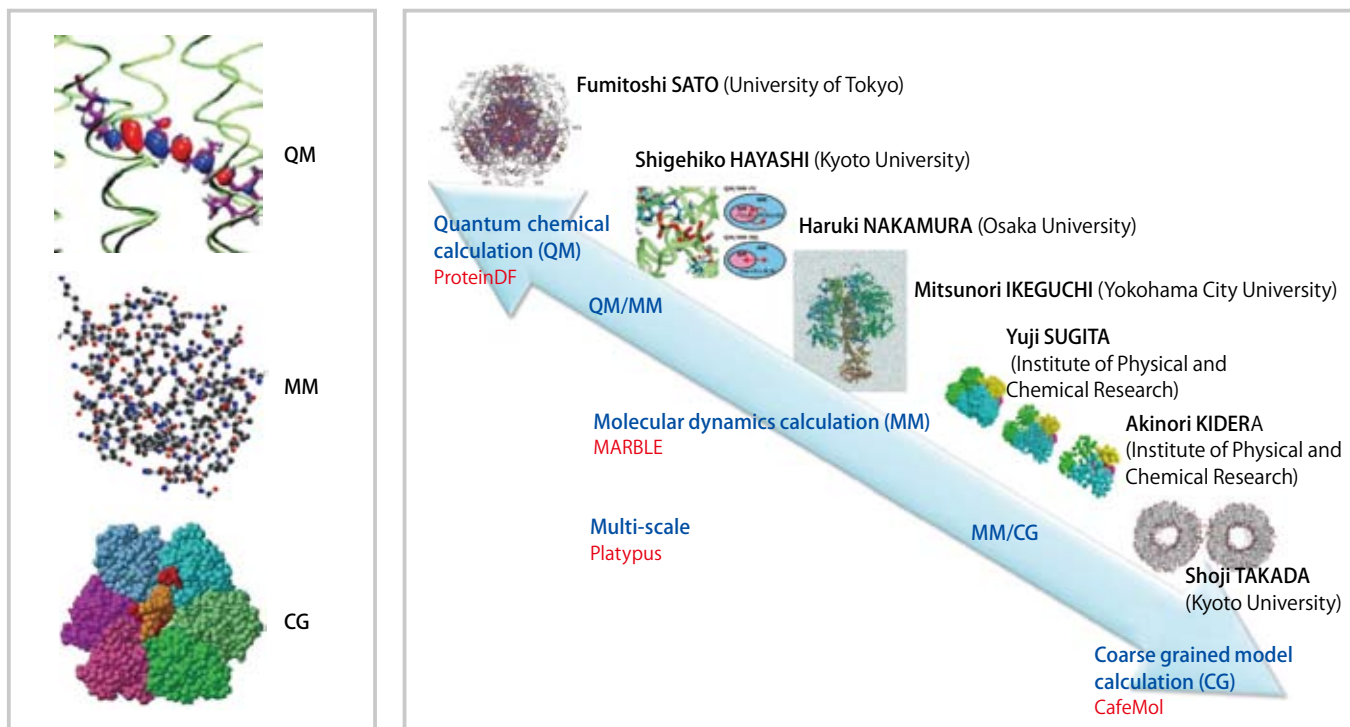 QM
MM
CG
Fumitoshi SATO (University of Tokyo)
Shigehiko HAYASHI (Kyoto University)
Haruki NAKAMURA (Osaka University)
Quantum chemical
calculation (QM)
ProteinDF
QM/MM
Mitsunori IKEGUCHI (Yokohama City University)
Yuji SUGITA
(Institute of Physical and
Chemical Research)
Molecular dynamics calculation (MM)
MARBLE
Akinori KIDERA
(Institute of Physical and
Chemical Research)
Multi-scale
Platypus
MM/CG
Shoji TAKADA
(Kyoto University)
Coarse grained model
calculation (CG)
CafeMol